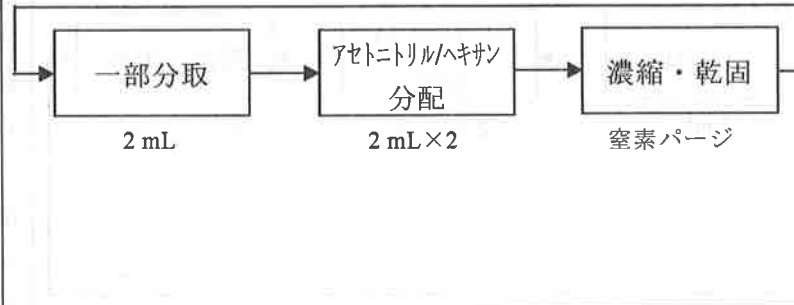 一部分取
2 mL
アセトニトリル/ヘキサン
分配
2 mL×2
濃縮・乾固
窒素パージ